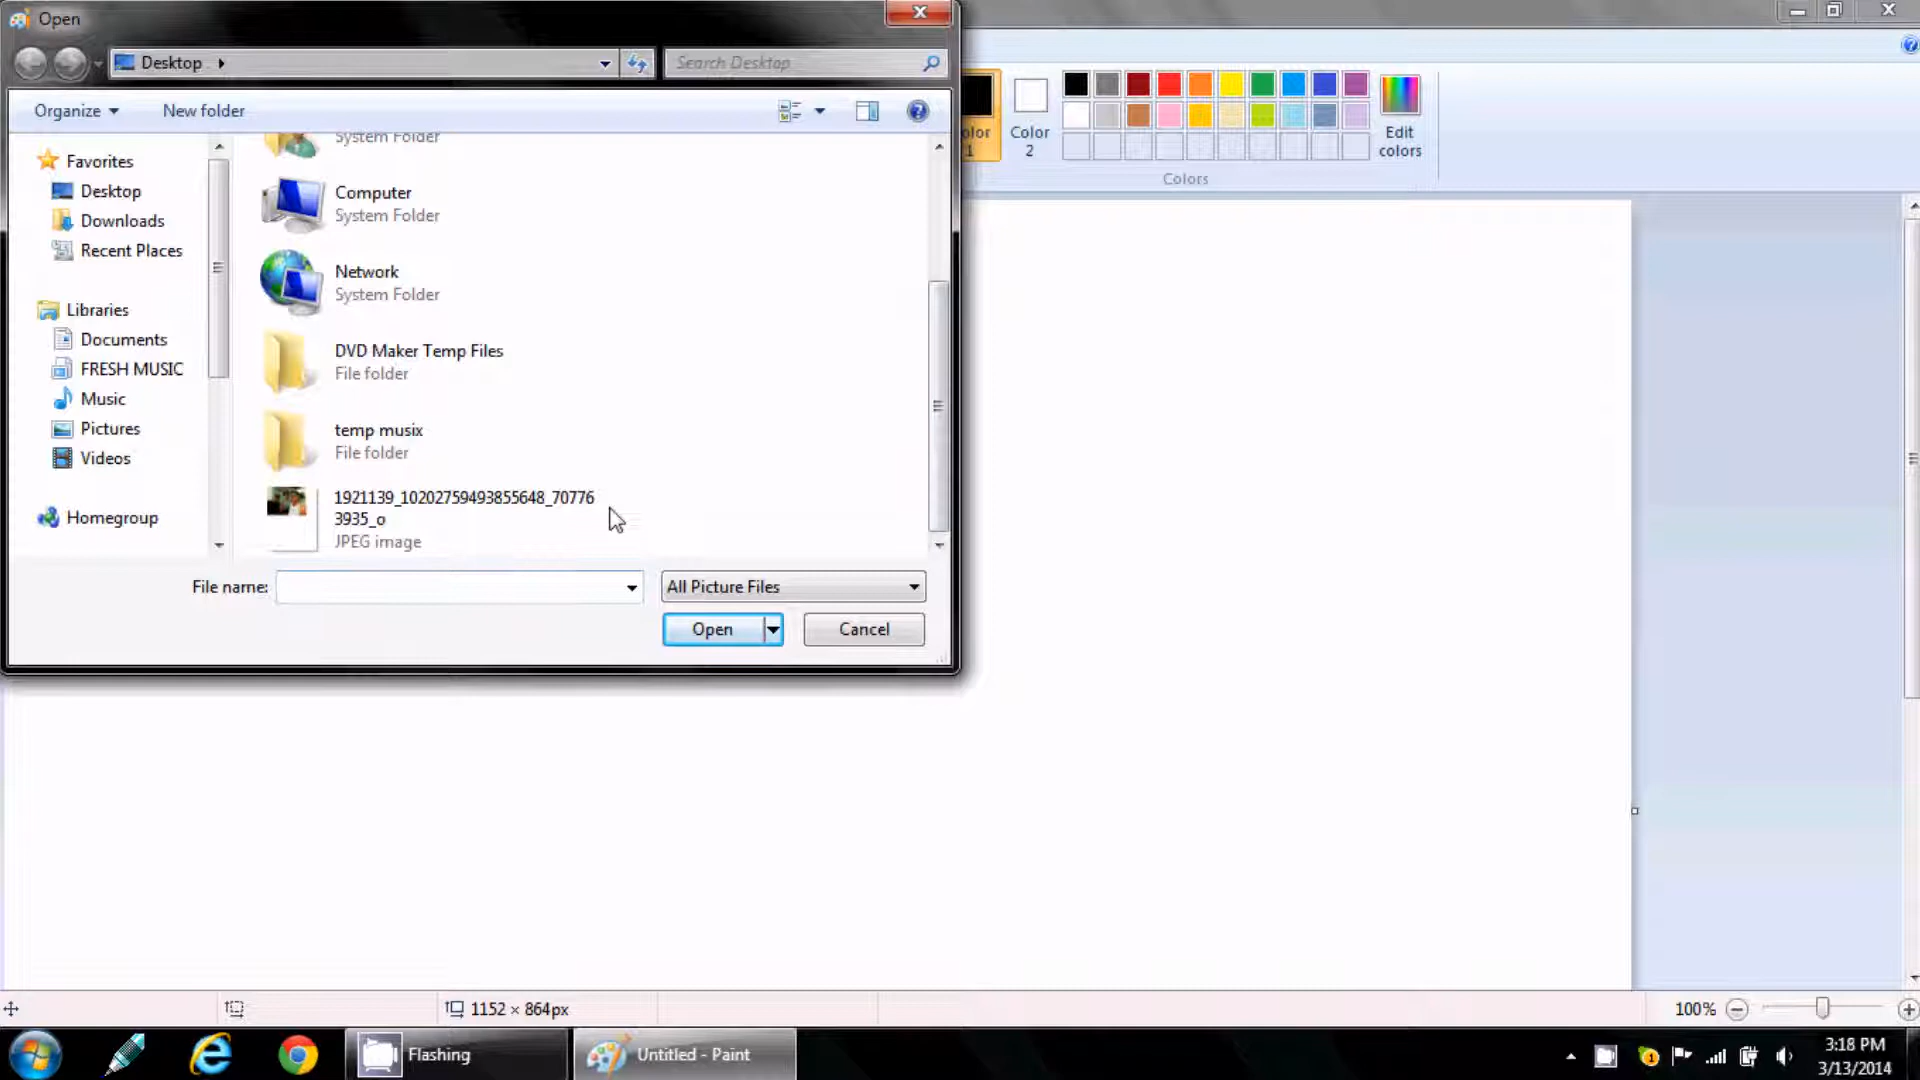 Open
Desktop
Search Desktop
Organize
New folder
Favorites
Desktop
Downloads
Recent Places
Libraries
Documents
FRESH MUSIC
Music
Pictures
Videos
Homegroup
System Folder
Computer
System Folder
Network
System Folder
DVD Maker Temp Files
File folder
temp musix
File folder
1921139_10202759493855648_70776
3935_o
JPEG image
File name:
All Picture Files
Open
Cancel
olor
1
Color
2
Edit
colors
Colors
1152 × 864px
100%
Flashing
Untitled - Paint
1
3:18 PM
3/13/2014